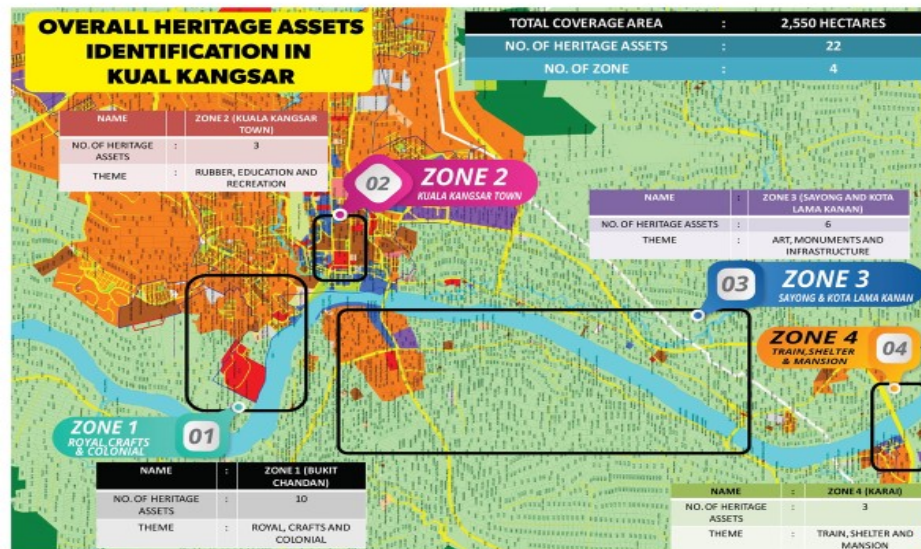 OVERALL HERITAGE ASSETS
IDENTIFICATION IN
KUAL KANGSAR
TOTAL COVERAGE AREA : 2,550 HECTARES
NO. OF HERITAGE ASSETS : 22
NO. OF ZONE : 4
NAME : ZONE 2 (KUALA KANGSAR
TOWN)
NO. OF HERITAGE : 3
ASSETS
THEME : RUBBER, EDUCATION AND
RECREATION
02
ZONE 2
KUALA KANGSAR TOWN
NAME : ZONE 3 (SAYONG AND KOTA
LAMA KANAN)
NO. OF HERITAGE ASSETS : 6
THEME : ART, MONUMENTS AND
INFRASTRUCTURE
03
ZONE 3
SAYONG & KOTA LAMA KANAN
ZONE 4
TRAIN, SHELTER
& MANSION
04
ZONE 1
ROYAL, CRAFTS
& COLONIAL
01
NAME : ZONE 1 (BUKIT
CHANDAN)
NO. OF HERITAGE : 10
ASSETS
THEME : ROYAL, CRAFTS AND
COLONIAL
NAME : ZONE 4 (KARAI)
NO. OF HERITAGE : 3
ASSETS
THEME : TRAIN, SHELTER AND
MANSION